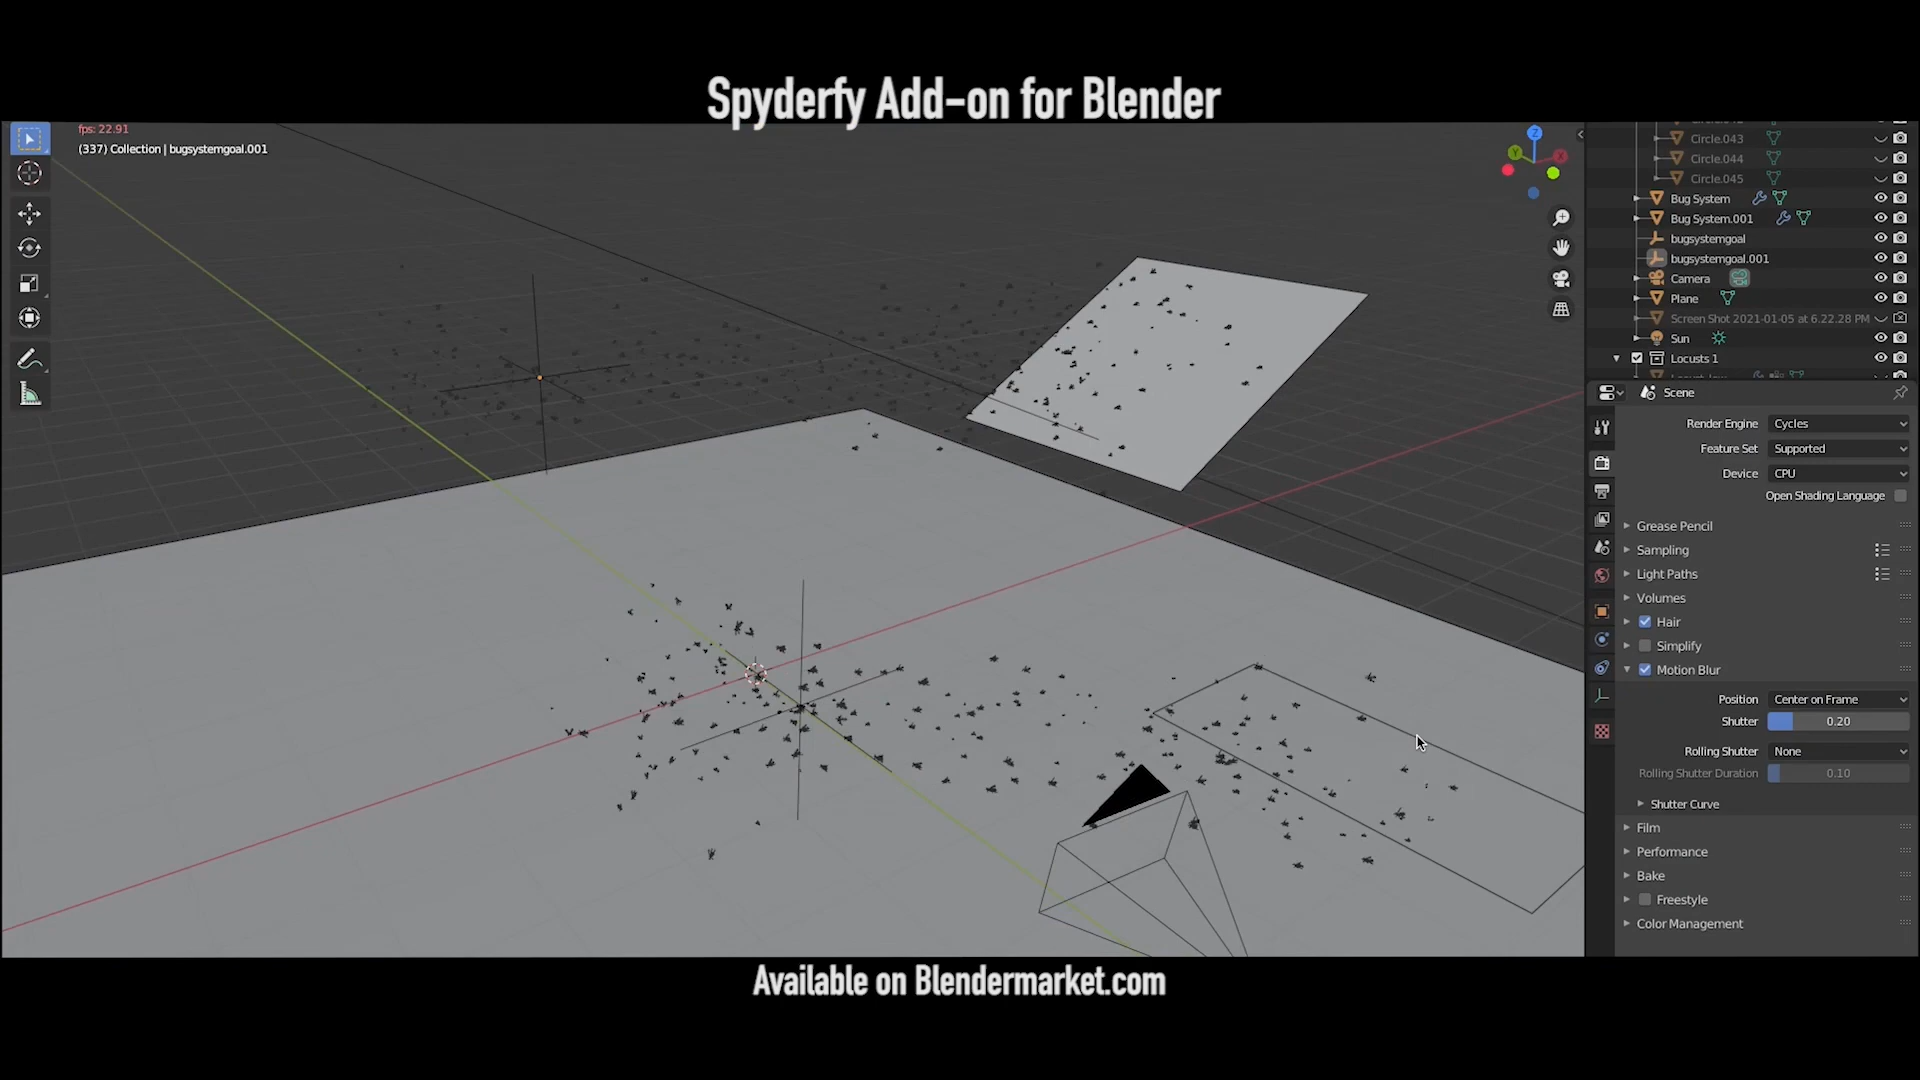 Spyderfy Add-on for Blender
fps: 22.91
(337) Collection | bugsystemgoal.001
Z
Y
X
Circle.043
Circle.044
Circle.045
Bug System
Bug System.001
bugsystemgoal
bugsystemgoal.001
Camera
Plane
Screen Shot 2021-01-05 at 6.22.28 PM
Sun
Locusts 1
Scene
Render Engine Cycles
Feature Set Supported
Device CPU
Open Shading Language
Grease Pencil
Sampling
Light Paths
Volumes
Hair
Simplify
Motion Blur
Position Center on Frame
Shutter 0.20
Rolling Shutter None
Rolling Shutter Duration 0.10
Shutter Curve
Film
Performance
Bake
Freestyle
Color Management
Available on Blendermarket.com